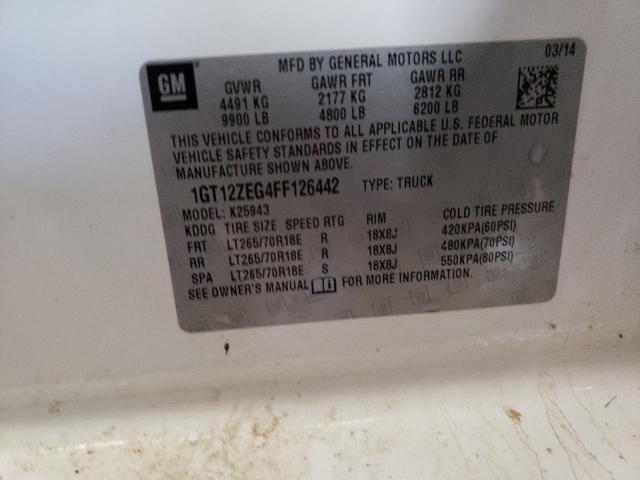 GM
MFD BY GENERAL MOTORS LLC 03/14
GVWR GAWR FRT GAWR RR
4491 KG 2177 KG 2812 KG
9900 LB 4800 LB 6200 LB
THIS VEHICLE CONFORMS TO ALL APPLICABLE U.S. FEDERAL MOTOR
VEHICLE SAFETY STANDARDS IN EFFECT ON THE DATE OF
MANUFACTURE SHOWN ABOVE.
1GT12ZEG4FF126442 TYPE: TRUCK
MODEL: K25943
KDDG TIRE SIZE SPEED RTG RIM COLD TIRE PRESSURE
FRT LT265/70R18E R 18X8J 420KPA(60PSI)
RR LT265/70R18E R 18X8J 480KPA(70PSI)
SPA LT265/70R18E S 18X8J 550KPA(80PSI)
SEE OWNER'S MANUAL FOR MORE INFORMATION.